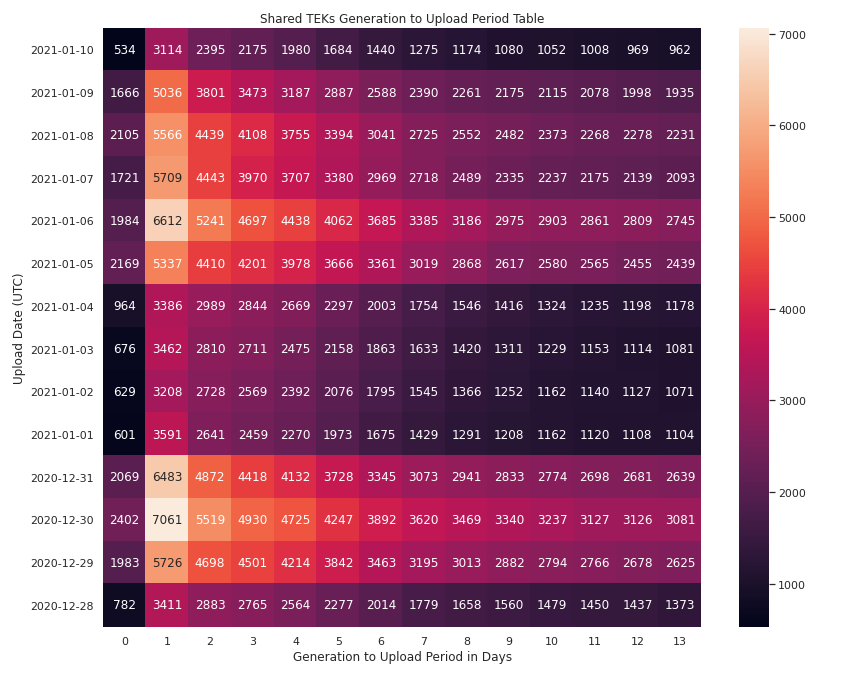 Shared TEKs Generation to Upload Period Table
2021-01-10 534 3114 2395 2175 1980 1684 1440 1275 1174 1080 1052 1008 969 962
2021-01-09 1666 5036 3801 3473 3187 2887 2588 2390 2261 2175 2115 2078 1998 1935
2021-01-08 2105 5566 4439 4108 3755 3394 3041 2725 2552 2482 2373 2268 2278 2231
2021-01-07 1721 5709 4443 3970 3707 3380 2969 2718 2489 2335 2237 2175 2139 2093
2021-01-06 1984 6612 5241 4697 4438 4062 3685 3385 3186 2975 2903 2861 2809 2745
2021-01-05 2169 5337 4410 4201 3978 3666 3361 3019 2868 2617 2580 2565 2455 2439
2021-01-04 964 3386 2989 2844 2669 2297 2003 1754 1546 1416 1324 1235 1198 1178
2021-01-03 676 3462 2810 2711 2475 2158 1863 1633 1420 1311 1229 1153 1114 1081
2021-01-02 629 3208 2728 2569 2392 2076 1795 1545 1366 1252 1162 1140 1127 1071
2021-01-01 601 3591 2641 2459 2270 1973 1675 1429 1291 1208 1162 1120 1108 1104
2020-12-31 2069 6483 4872 4418 4132 3728 3345 3073 2941 2833 2774 2698 2681 2639
2020-12-30 2402 7061 5519 4930 4725 4247 3892 3620 3469 3340 3237 3127 3126 3081
2020-12-29 1983 5726 4698 4501 4214 3842 3463 3195 3013 2882 2794 2766 2678 2625
2020-12-28 782 3411 2883 2765 2564 2277 2014 1779 1658 1560 1479 1450 1437 1373
0 1 2 3 4 5 6 7 8 9 10 11 12 13
Generation to Upload Period in Days
Upload Date (UTC)
7000
6000
5000
4000
3000
2000
1000